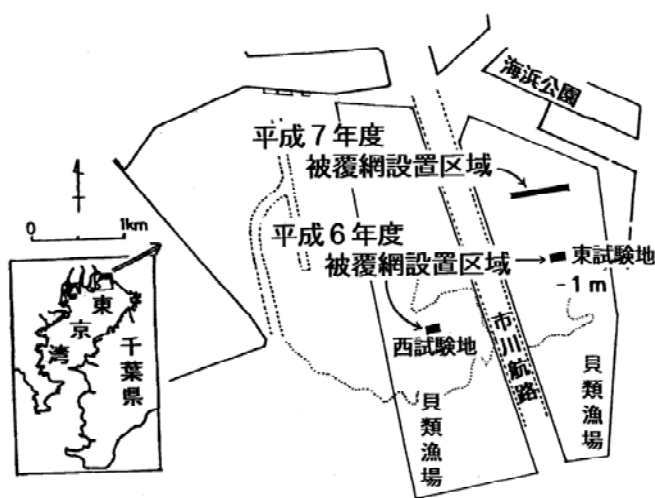 海浜公園
平成7年度
被覆網設置区域
平成6年度
被覆網設置区域
東試験地
-1m
西試験地
市川航路
貝類漁場
貝類漁場
0 1km
東京湾
千葉県